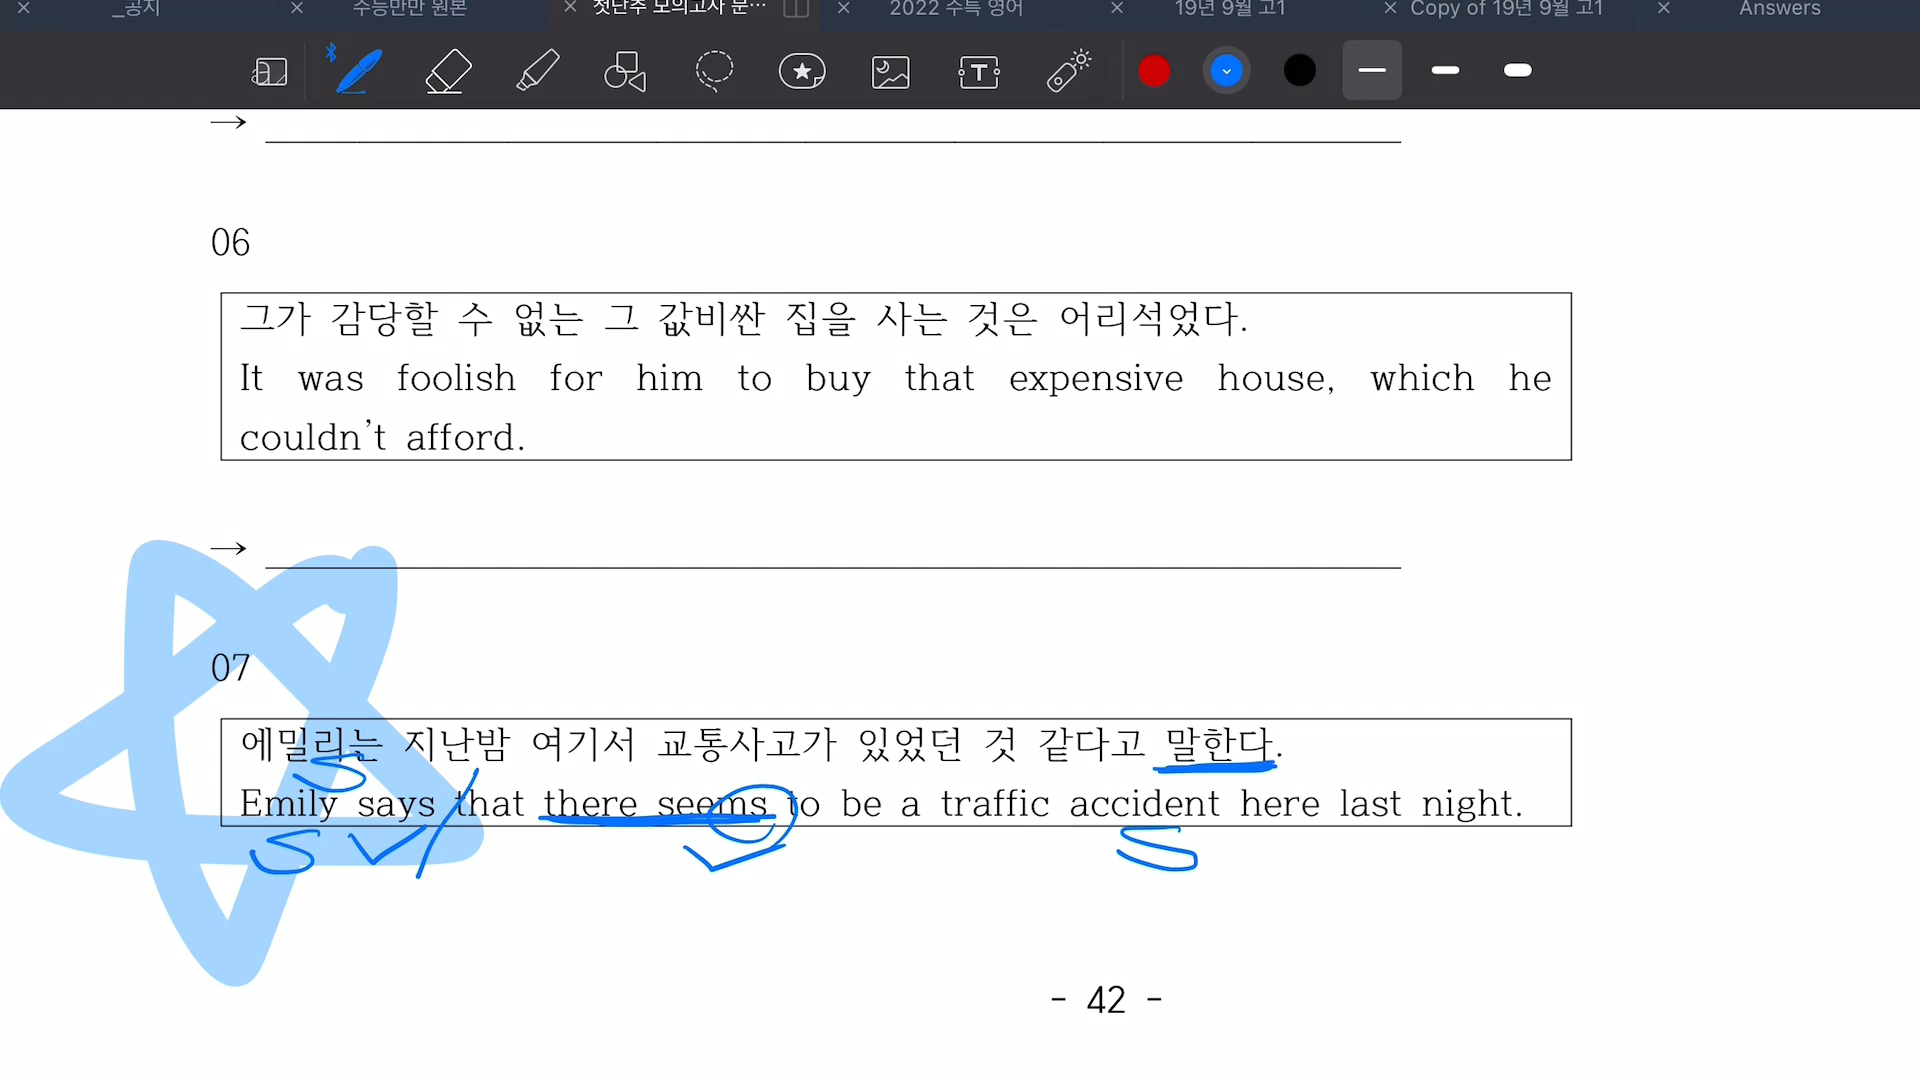 _공지
수능만만 원본
첫단추 모의고사 문…
2022 수특 영어
19년 9월 고1
Copy of 19년 9월 고1
Answers
→
06
그가 감당할 수 없는 그 값비싼 집을 사는 것은 어리석었다.
It was foolish for him to buy that expensive house, which he
couldn't afford.
→
07
에밀리는 지난밤 여기서 교통사고가 있었던 것 같다고 말한다.
S
Emily says that there seems to be a traffic accident here last night.
S V S
- 42 -